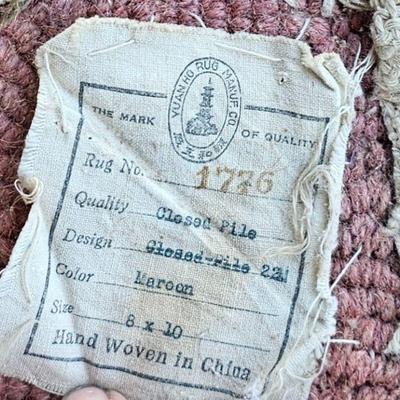 YUAN HO RUG MANUF. CO.
THE MARK OF QUALITY
Rug No. 1776
Quality Closed Pile
Design Closed Pile 22
Color Maroon
Size 8 x 10
Hand Woven in China